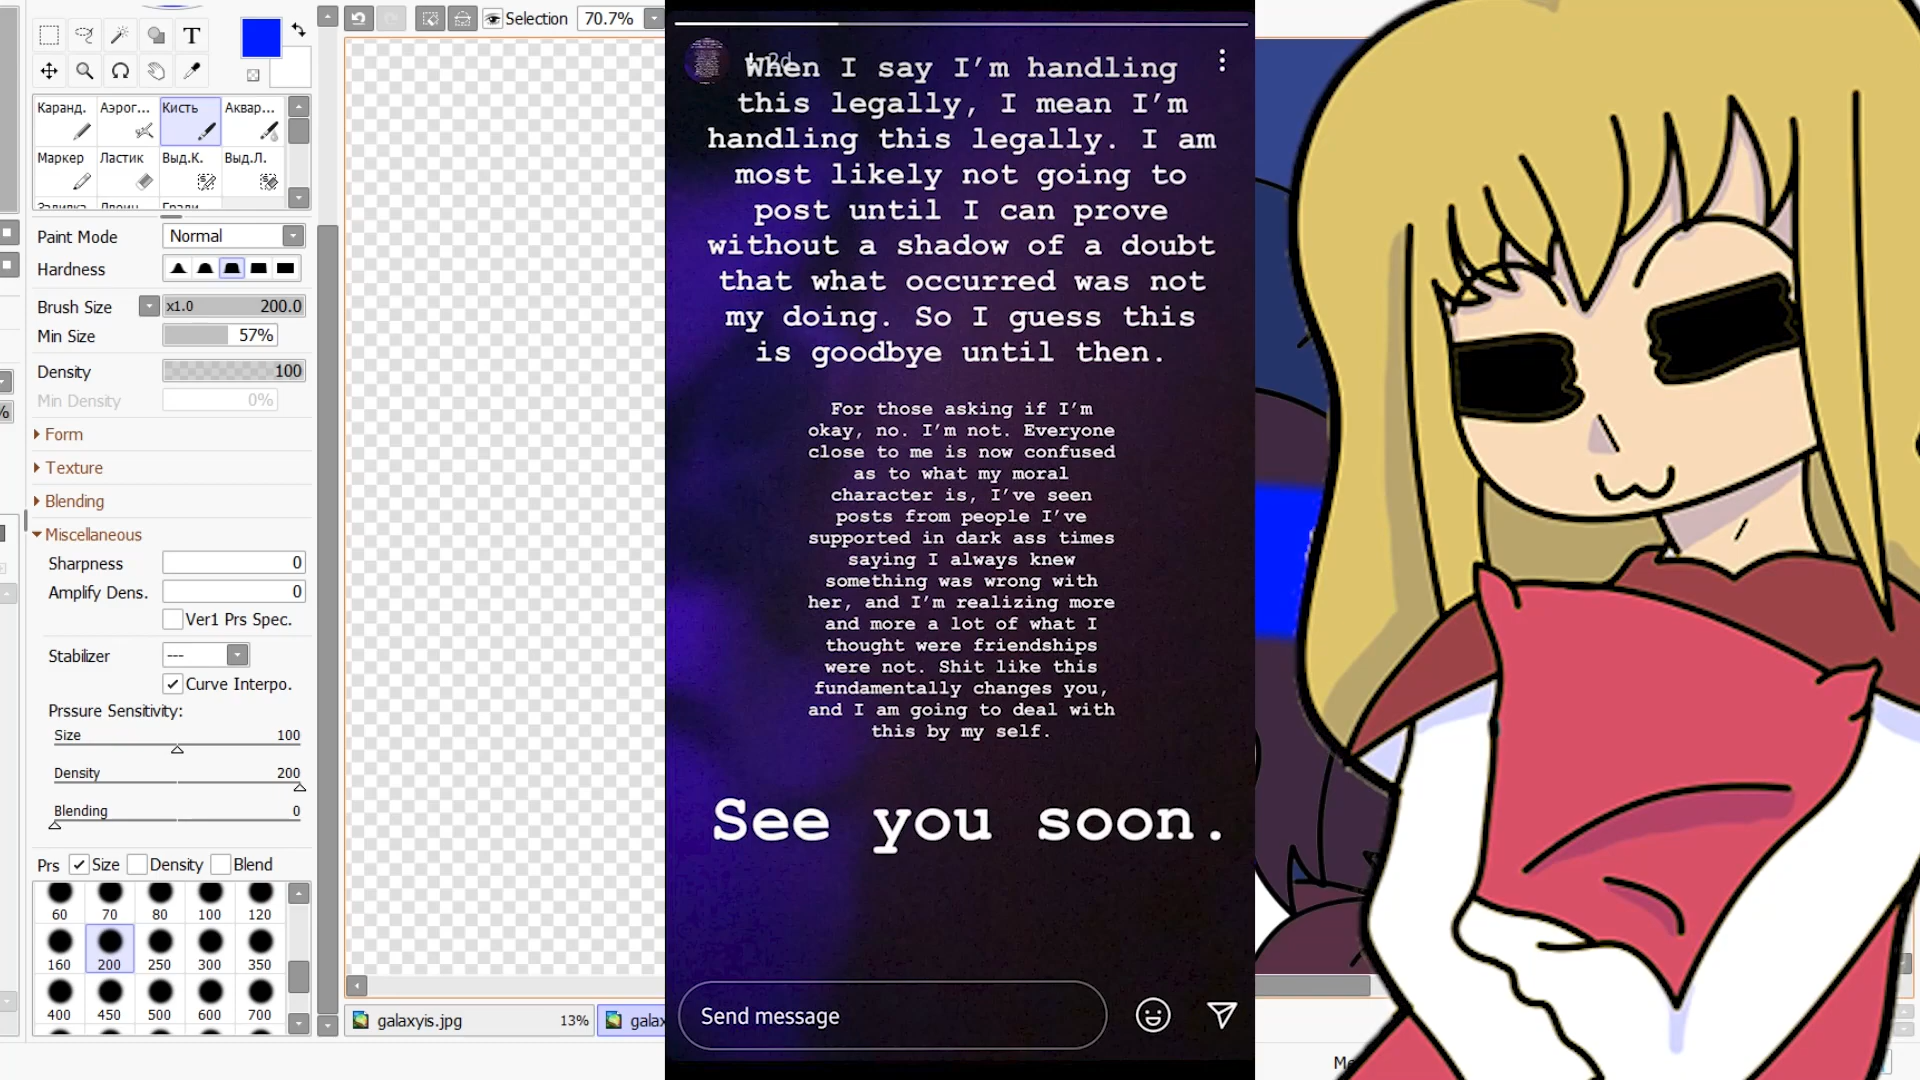 T
Каранд.
Аэрог...
Кисть
Аквар...
Маркер
Ластик
Выд.К.
Выд.Л.
Paint Mode
Normal
Hardness
Brush Size
x1.0
200.0
Min Size
57%
Density
100
Min Density
0%
Form
Texture
Blending
Miscellaneous
Sharpness
0
Amplify Dens.
0
Ver1 Prs Spec.
Stabilizer
---
Curve Interpo.
Prssure Sensitivity:
Size
100
Density
200
Blending
0
Prs
Size
Density
Blend
60 70 80 100 120
160 200 250 300 350
400 450 500 600 700
Selection
70.7%
galaxyis.jpg
13%
When I say I’m handling
this legally, I mean I’m
handling this legally. I am
most likely not going to
post until I can prove
without a shadow of a doubt
that what occurred was not
my doing. So I guess this
is goodbye until then.
For those asking if I’m
okay, no. I’m not. Everyone
close to me is now confused
as to what my moral
character is, I’ve seen
posts from people I’ve
supported in dark ass times
saying I always knew
something was wrong with
her, and I’m realizing more
and more a lot of what I
thought were friendships
were not. Shit like this
fundamentally changes you,
and I am going to deal with
this by my self.
See you soon.
Send message